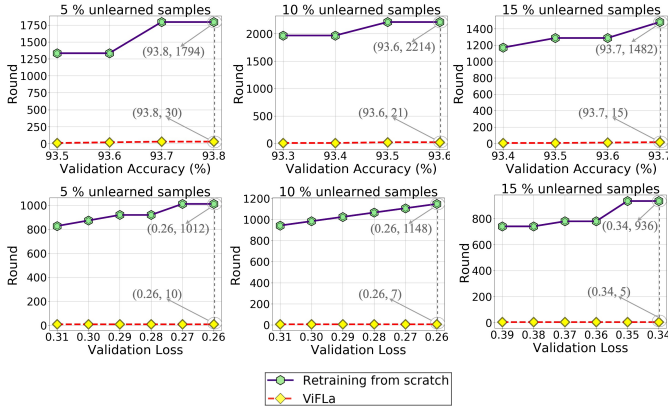 5 % unlearned samples
1750
1500
1250
1000
750
500
250
0
Round
(93.8, 1794)
(93.8, 30)
93.5 93.6 93.7 93.8
Validation Accuracy (%)
10 % unlearned samples
2000
1500
1000
500
0
Round
(93.6, 2214)
(93.6, 21)
93.3 93.4 93.5 93.6
Validation Accuracy (%)
15 % unlearned samples
1400
1200
1000
800
600
400
200
0
Round
(93.7, 1482)
(93.7, 15)
93.4 93.5 93.6 93.7
Validation Accuracy (%)
5 % unlearned samples
1000
800
600
400
200
0
Round
(0.26, 1012)
(0.26, 10)
0.31 0.30 0.29 0.28 0.27 0.26
Validation Loss
10 % unlearned samples
1200
1000
800
600
400
200
0
Round
(0.26, 1148)
(0.26, 7)
0.31 0.30 0.29 0.28 0.27 0.26
Validation Loss
15 % unlearned samples
800
600
400
200
0
Round
(0.34, 936)
(0.34, 5)
0.39 0.38 0.37 0.36 0.35 0.34
Validation Loss
Retraining from scratch
ViFLa